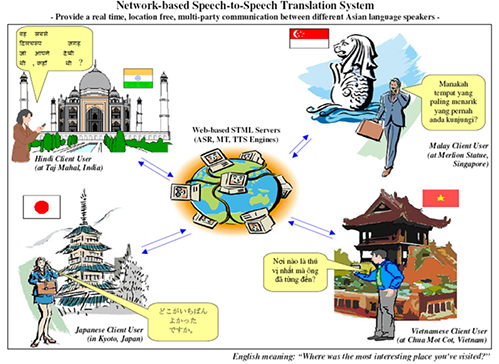 Network-based Speech-to-Speech Translation System
- Provide a real time, location free, multi-party communication between different Asian language speakers -
वह सबसे
दिलचस्प जगह
जो आपने देखी
थी , कहाँ थी ?
Hindi Client User
(at Taj Mahal, India)
Web-based STML Servers
(ASR, MT, TTS Engines)
Manakah
tempat yang
paling menarik
yang pernah
anda kunjungi?
Malay Client User
(at Merlion Statue,
Singapore)
どこがいちばん
よかった
ですか。
Japanese Client User
(in Kyoto, Japan)
Nơi nào là thú
vị nhất mà ông
đã từng đến?
Vietnamese Client User
(at Chua Mot Cot, Vietnam)
English meaning: "Where was the most interesting place you've visited?"